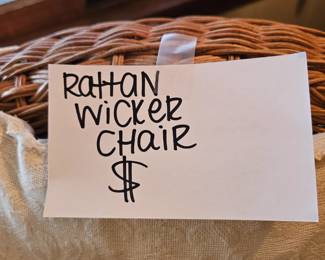 RattaN
WiCKER
CHaiR
$